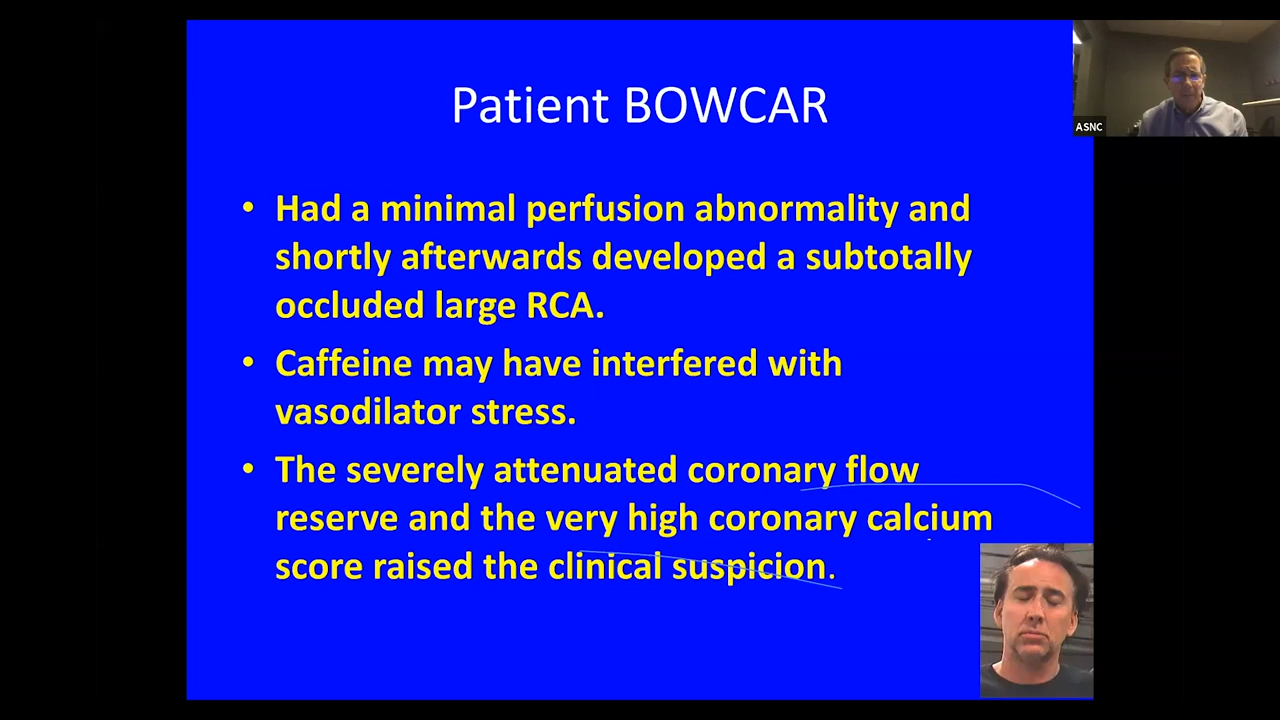 Patient BOWCAR
ASNC
• Had a minimal perfusion abnormality and
shortly afterwards developed a subtotally
occluded large RCA.
• Caffeine may have interfered with
vasodilator stress.
• The severely attenuated coronary flow
reserve and the very high coronary calcium
score raised the clinical suspicion.